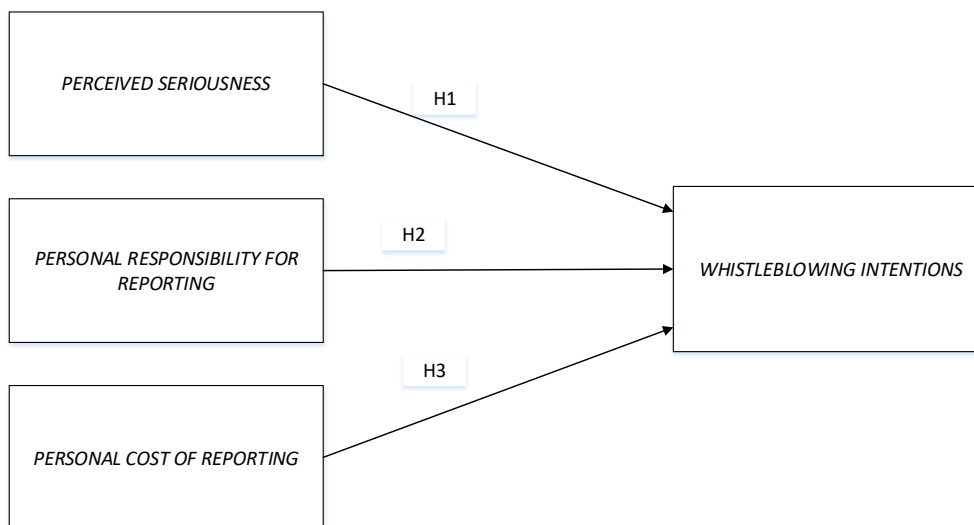 PERCEIVED SERIOUSNESS
H1
PERSONAL RESPONSIBILITY FOR
REPORTING
H2
WHISTLEBLOWING INTENTIONS
H3
PERSONAL COST OF REPORTING